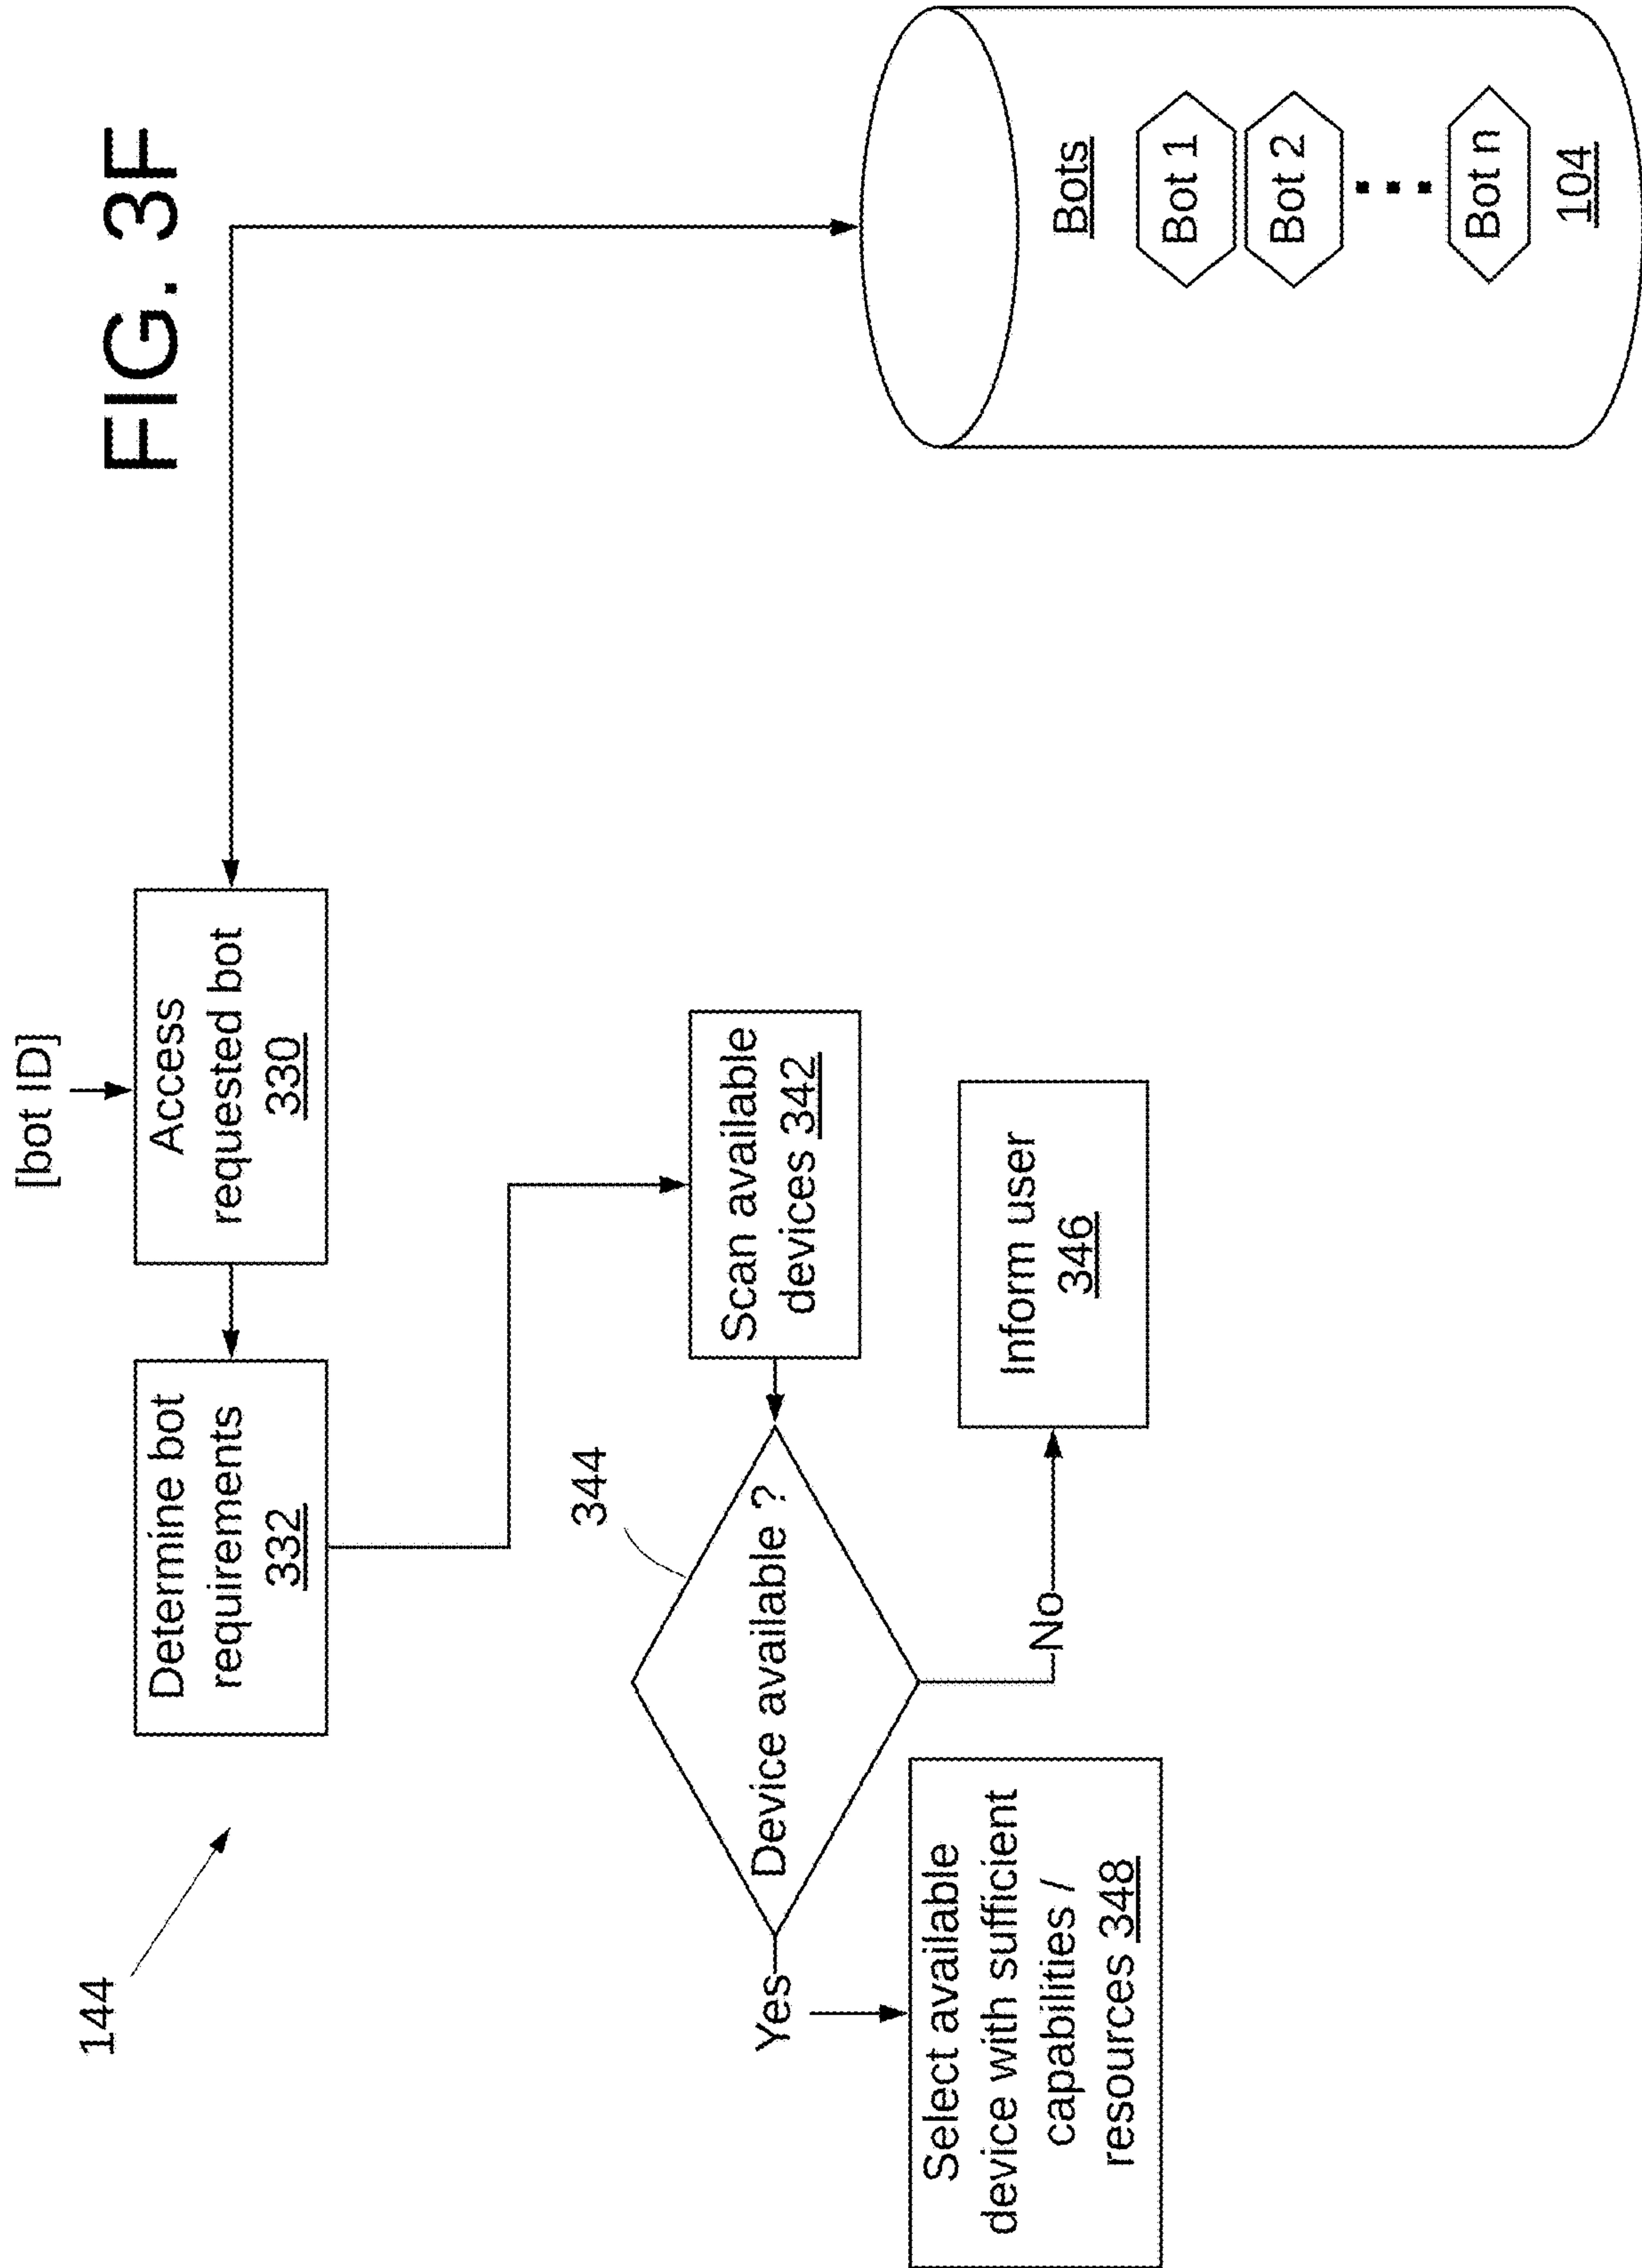 FIG. 3F
144
[bot ID]
Determine bot
requirements
332
Access
requested bot
330
344
Device available ?
Scan available
devices 342
Yes
No
Select available
device with sufficient
capabilities /
resources 348
Inform user
346
Bots
Bot 1
Bot 2
Bot n
104